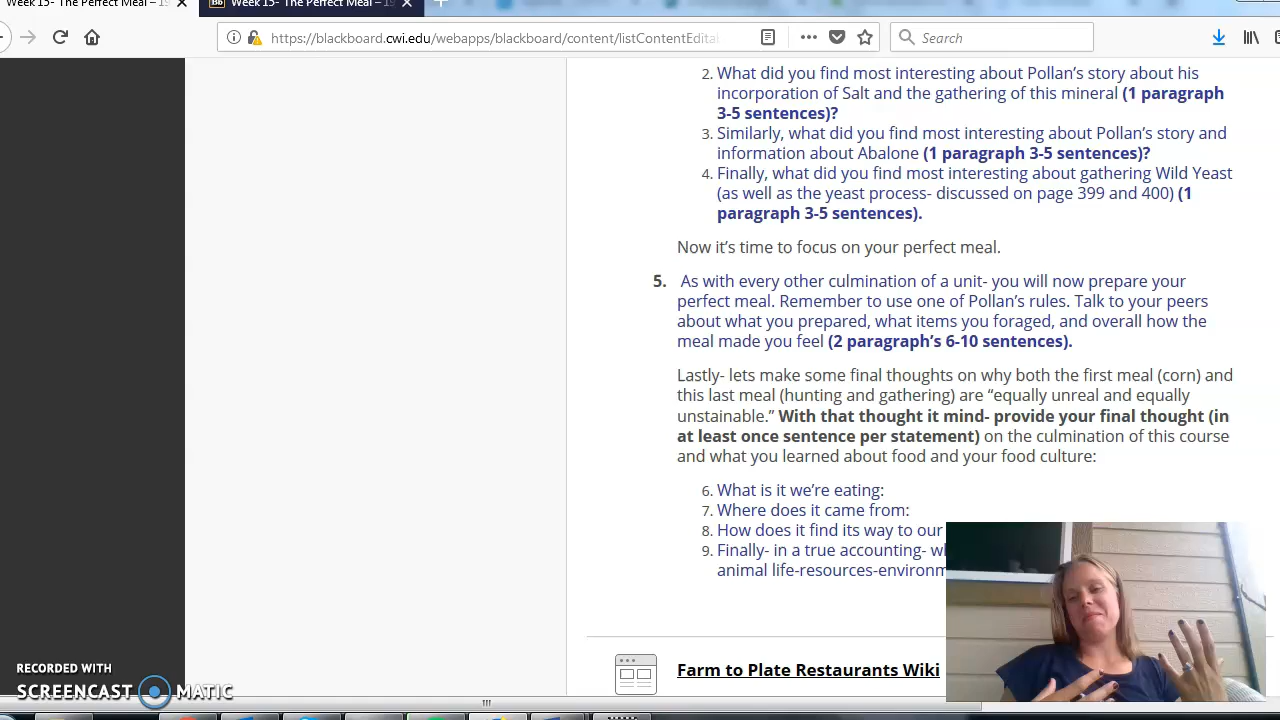 Week 15- The Perfect Meal – 19
Bb Week 15- The Perfect Meal – 19
https://blackboard.cwi.edu/webapps/blackboard/content/listContentEdital
Search
2. What did you find most interesting about Pollan's story about his
incorporation of Salt and the gathering of this mineral (1 paragraph
3-5 sentences)?
3. Similarly, what did you find most interesting about Pollan's story and
information about Abalone (1 paragraph 3-5 sentences)?
4. Finally, what did you find most interesting about gathering Wild Yeast
(as well as the yeast process- discussed on page 399 and 400) (1
paragraph 3-5 sentences).
Now it's time to focus on your perfect meal.
5. As with every other culmination of a unit- you will now prepare your
perfect meal. Remember to use one of Pollan's rules. Talk to your peers
about what you prepared, what items you foraged, and overall how the
meal made you feel (2 paragraph's 6-10 sentences).
Lastly- lets make some final thoughts on why both the first meal (corn) and
this last meal (hunting and gathering) are “equally unreal and equally
unstainable.” With that thought it mind- provide your final thought (in
at least once sentence per statement) on the culmination of this course
and what you learned about food and your food culture:
6. What is it we're eating:
7. Where does it came from:
8. How does it find its way to our
9. Finally- in a true accounting-
animal life-resources-environm
Farm to Plate Restaurants Wiki
RECORDED WITH
SCREENCAST MATIC